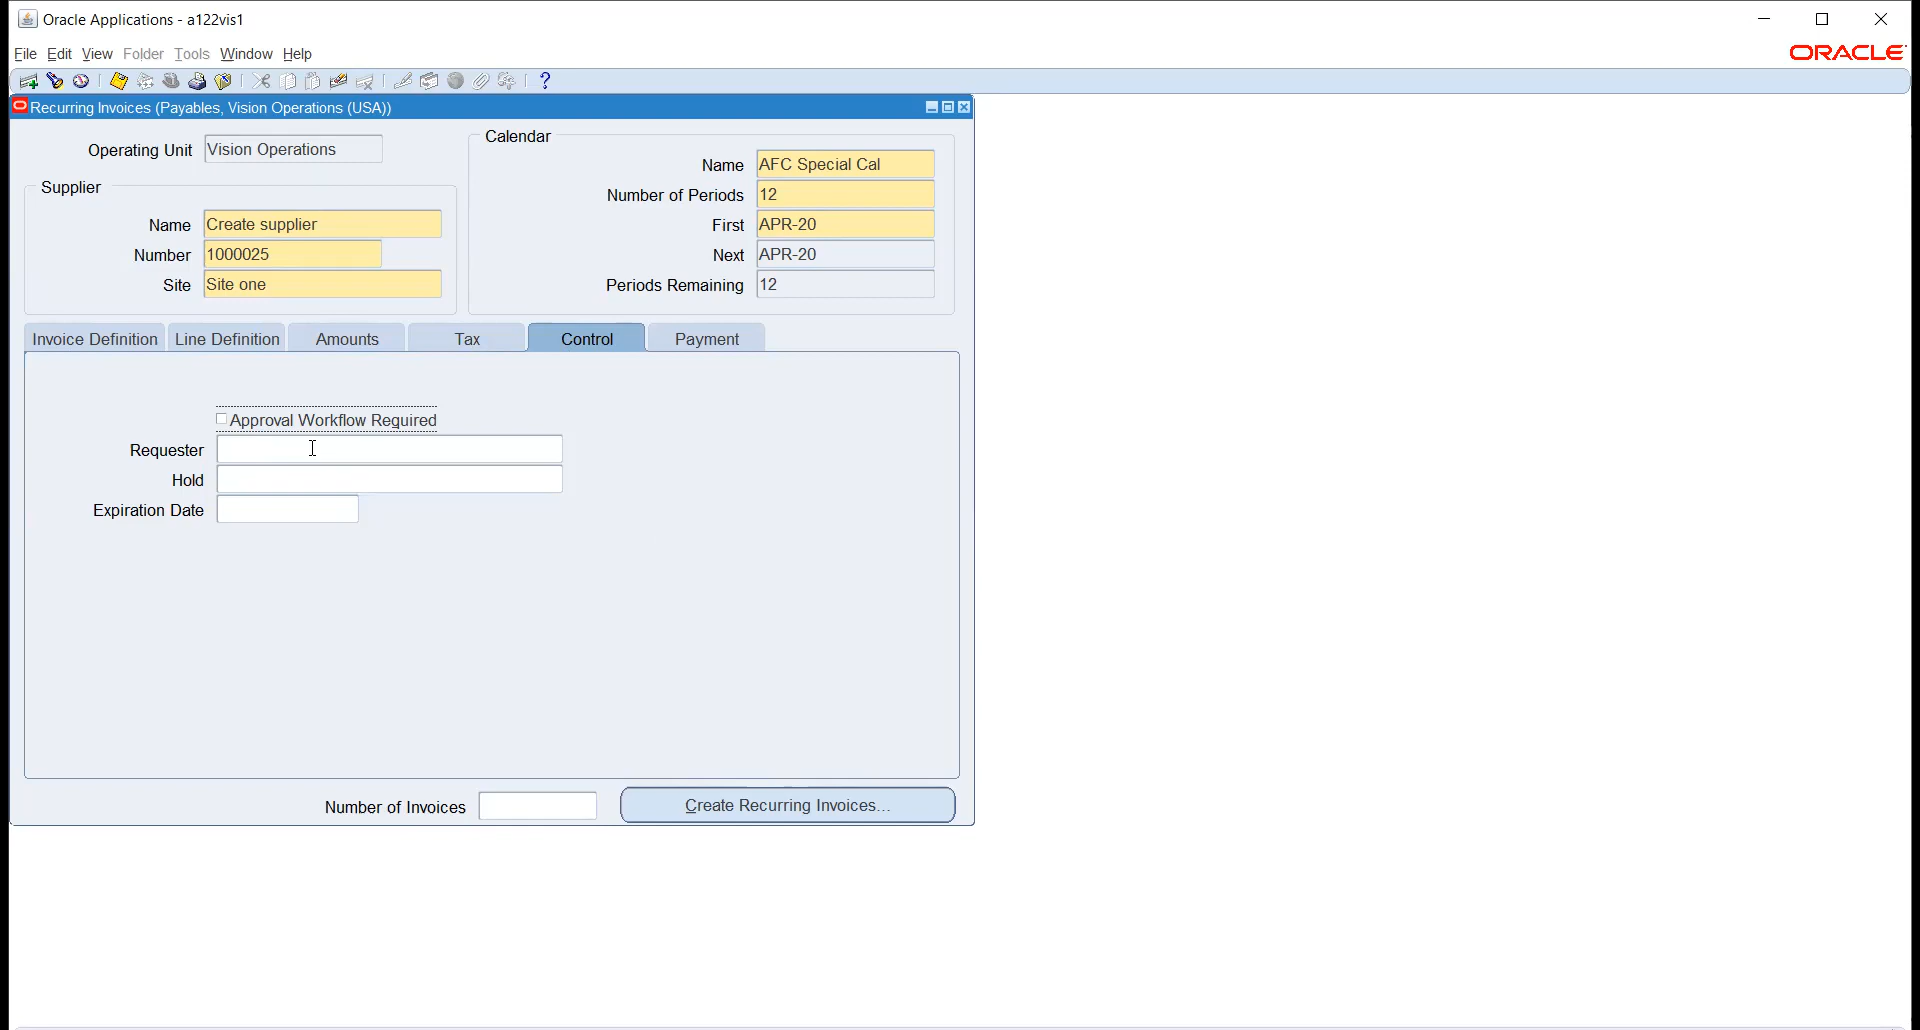 Oracle Applications - a122vis1
File Edit View Folder Tools Window Help
ORACLE
Recurring Invoices (Payables, Vision Operations (USA))
Operating Unit Vision Operations
Supplier
Name Create supplier
Number 1000025
Site Site one
Calendar
Name AFC Special Cal
Number of Periods 12
First APR-20
Next APR-20
Periods Remaining 12
Invoice Definition Line Definition Amounts Tax Control Payment
Approval Workflow Required
Requester
Hold
Expiration Date
Number of Invoices Create Recurring Invoices...